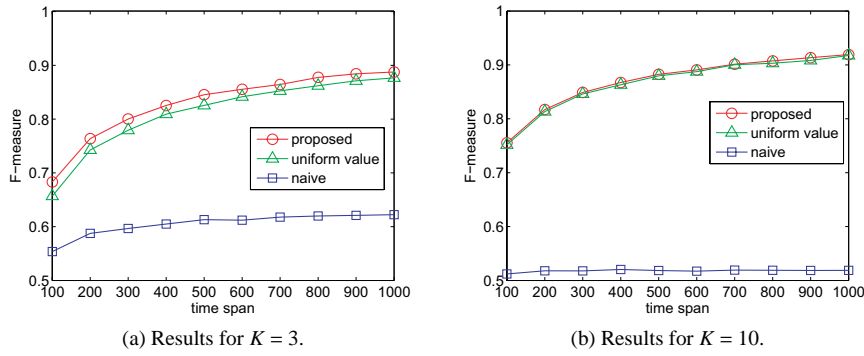 1
0.9
0.8
0.7
0.6
0.5
F-measure
proposed
uniform value
naive
100 200 300 400 500 600 700 800 900 1000
time span
(a) Results for K = 3.
1
0.9
0.8
0.7
0.6
0.5
F-measure
proposed
uniform value
naive
100 200 300 400 500 600 700 800 900 1000
time span
(b) Results for K = 10.